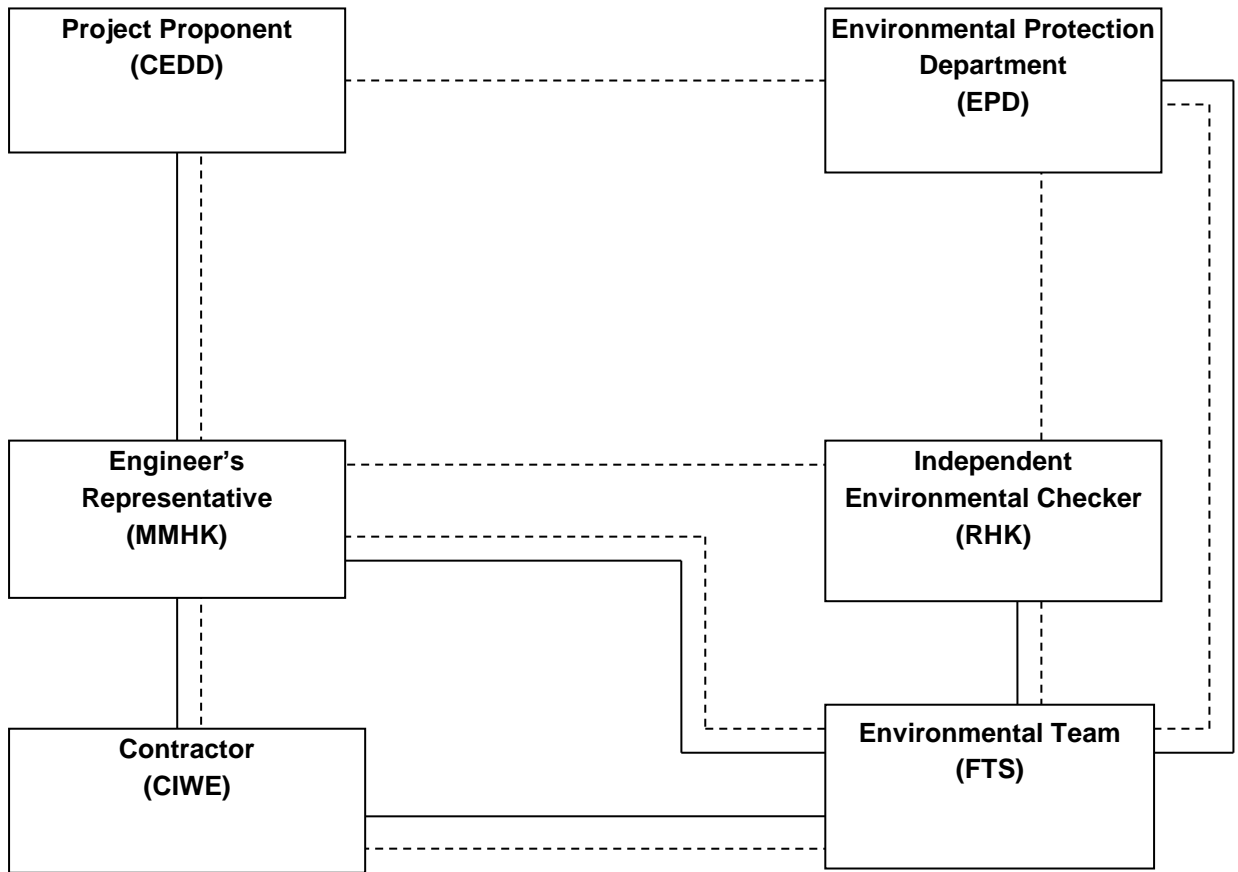 Project Proponent
(CEDD)
Environmental Protection
Department
(EPD)
Engineer’s
Representative
(MMHK)
Independent
Environmental Checker
(RHK)
Contractor
(CIWE)
Environmental Team
(FTS)